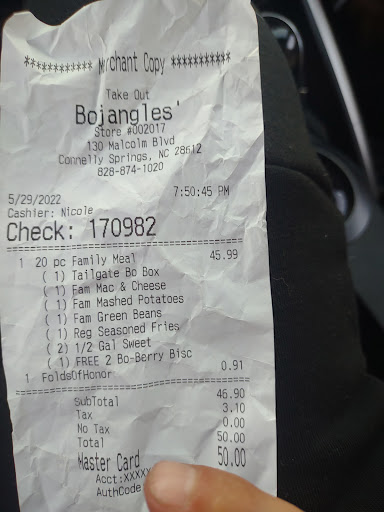 *********** Merchant Copy **********
Take Out
Bojangles'
Store #002017
130 Malcolm Blvd
Connelly Springs, NC 28612
828-874-1020
5/29/2022 7:50:45 PM
Cashier: Nicole
Check: 170982
1 20 pc Family Meal 45.99
( 1) Tailgate Bo Box
( 1) Fam Mac & Cheese
( 1) Fam Mashed Potatoes
( 1) Fam Green Beans
( 1) Reg Seasoned Fries
( 2) 1/2 Gal Sweet
( 1) FREE 2 Bo-Berry Bisc
1 FoldsOfHonor 0.91
SubTotal 46.90
Tax 3.10
No Tax 0.00
Total 50.00
Master Card 50.00
Acct:XXXXX
AuthCode: